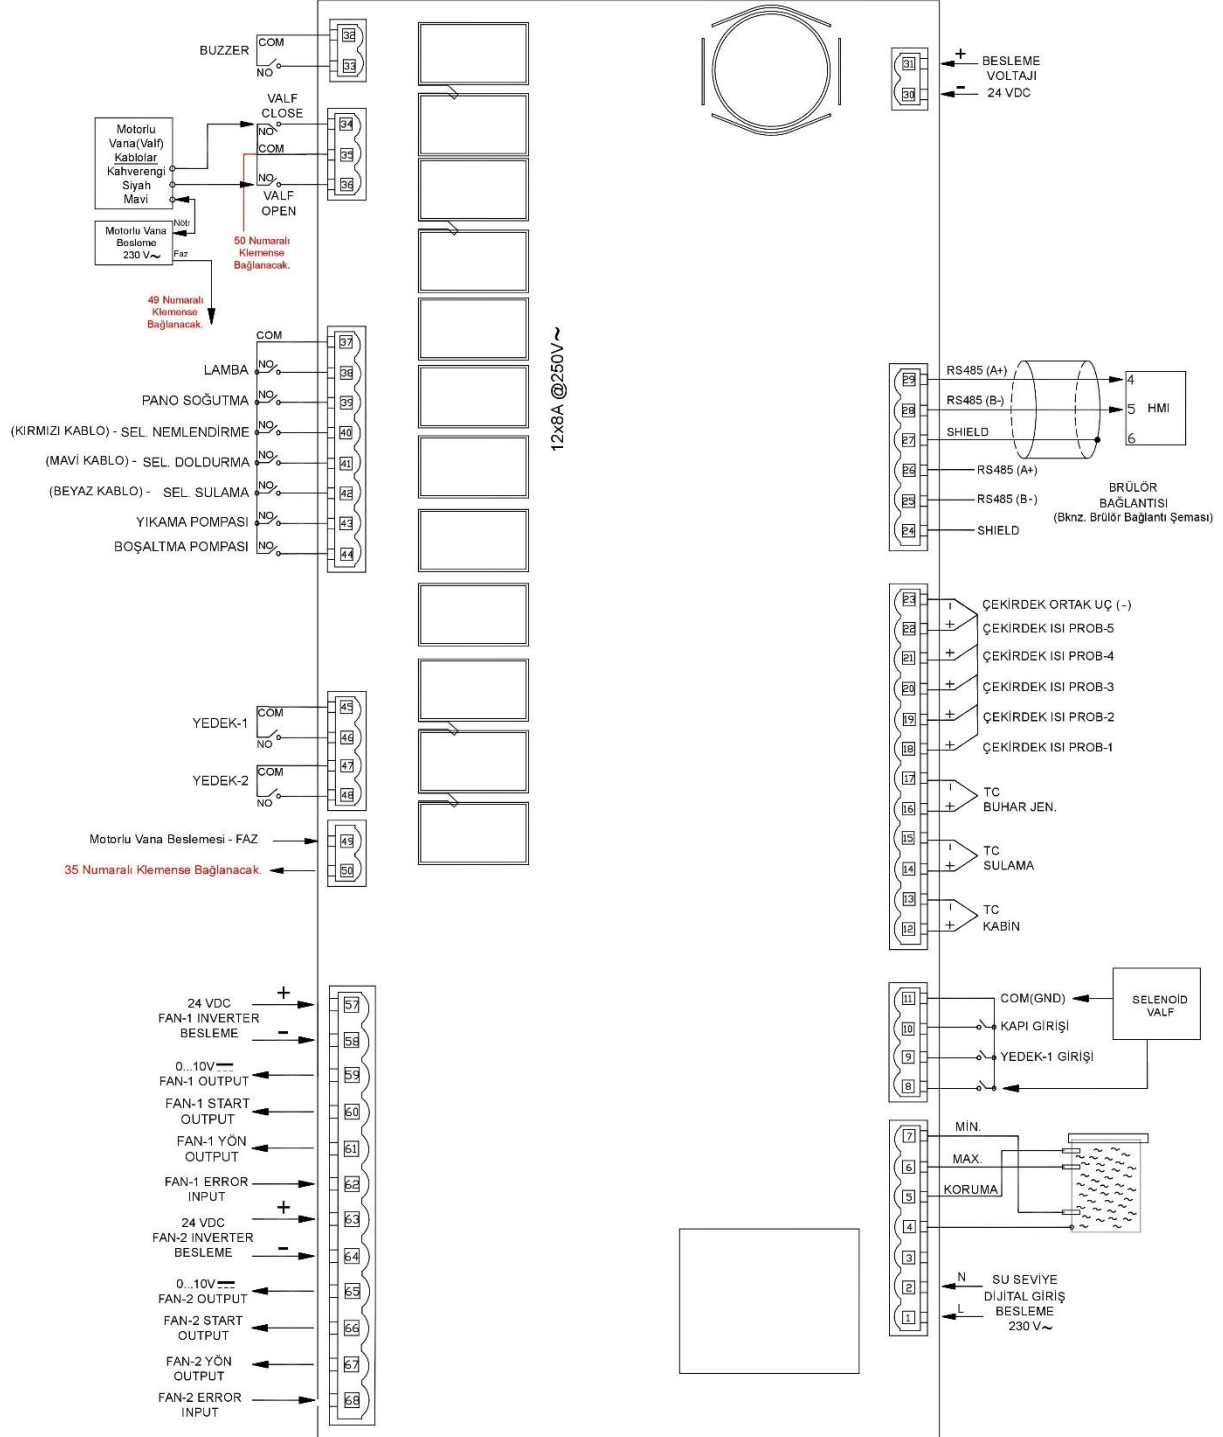 BUZZER
COM
NO
32
33
VALF
CLOSE
NO
COM
NO
VALF
OPEN
34
35
36
Motorlu
Vana(Valf)
Kablolar
Kahverengi
Siyah
Mavi
Nötr
Motorlu Vana
Besleme
230 V~
Faz
50 Numaralı
Klemense
Bağlanacak.
49 Numaralı
Klemense
Bağlanacak.
COM
37
LAMBA
NO
38
PANO SOĞUTMA
NO
39
(KIRMIZI KABLO) - SEL. NEMLENDİRME
NO
40
(MAVİ KABLO) - SEL. DOLDURMA
NO
41
(BEYAZ KABLO) - SEL. SULAMA
NO
42
YIKAMA POMPASI
NO
43
BOŞALTMA POMPASI
NO
44
YEDEK-1
COM
NO
45
46
YEDEK-2
COM
NO
47
48
Motorlu Vana Beslemesi - FAZ
49
35 Numaralı Klemense Bağlanacak.
50
24 VDC
FAN-1 INVERTER
BESLEME
+
-
57
58
0...10V
FAN-1 OUTPUT
59
FAN-1 START
OUTPUT
60
FAN-1 YÖN
OUTPUT
61
FAN-1 ERROR
INPUT
62
24 VDC
FAN-2 INVERTER
BESLEME
+
-
63
64
0...10V
FAN-2 OUTPUT
65
FAN-2 START
OUTPUT
66
FAN-2 YÖN
OUTPUT
67
FAN-2 ERROR
INPUT
68
12x8A @250V~
31
30
+
-
BESLEME
VOLTAJI
24 VDC
29
RS485 (A+)
4
28
RS485 (B-)
5
HMI
27
SHIELD
6
26
RS485 (A+)
25
RS485 (B-)
24
SHIELD
BRÜLÖR
BAĞLANTISI
(Bknz. Brülör Bağlantı Şeması)
23
-
ÇEKİRDEK ORTAK UÇ (-)
22
+
ÇEKİRDEK ISI PROB-5
21
+
ÇEKİRDEK ISI PROB-4
20
+
ÇEKİRDEK ISI PROB-3
19
+
ÇEKİRDEK ISI PROB-2
18
+
ÇEKİRDEK ISI PROB-1
17
-
16
+
TC
BUHAR JEN.
15
-
14
+
TC
SULAMA
13
-
12
+
TC
KABİN
11
COM(GND)
10
KAPI GİRİŞİ
9
YEDEK-1 GİRİŞİ
8
SELENOİD
VALF
7
MİN.
6
MAX.
5
KORUMA
4
3
2
N
1
L
SU SEVİYE
DİJİTAL GİRİŞ
BESLEME
230 V~